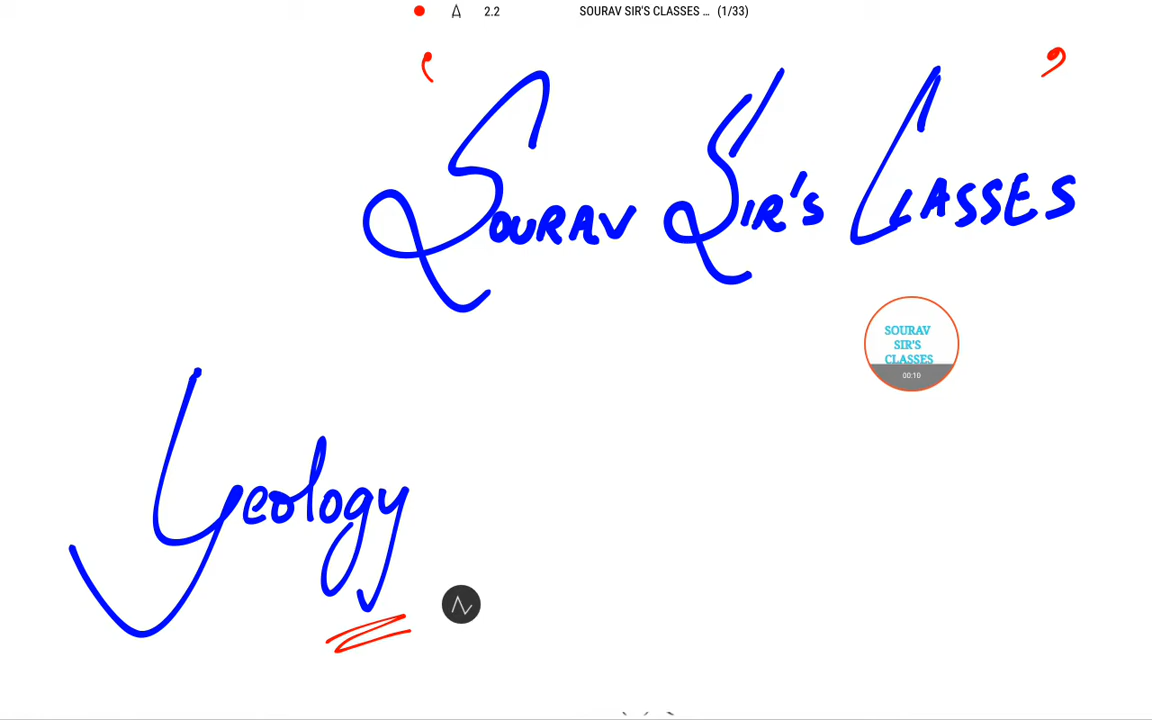 2.2 SOURAV SIR'S CLASSES ... (1/33)
‘ SOURAV SIR'S CLASSES ’
SOURAV
SIR'S
CLASSES
00:10
Geology